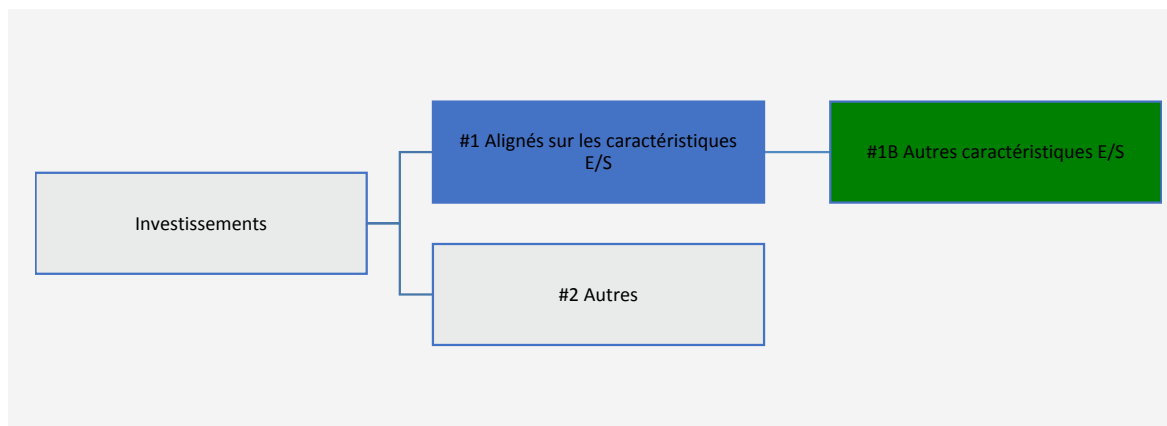 #1 Alignés sur les caractéristiques
E/S
#1B Autres caractéristiques E/S
Investissements
#2 Autres